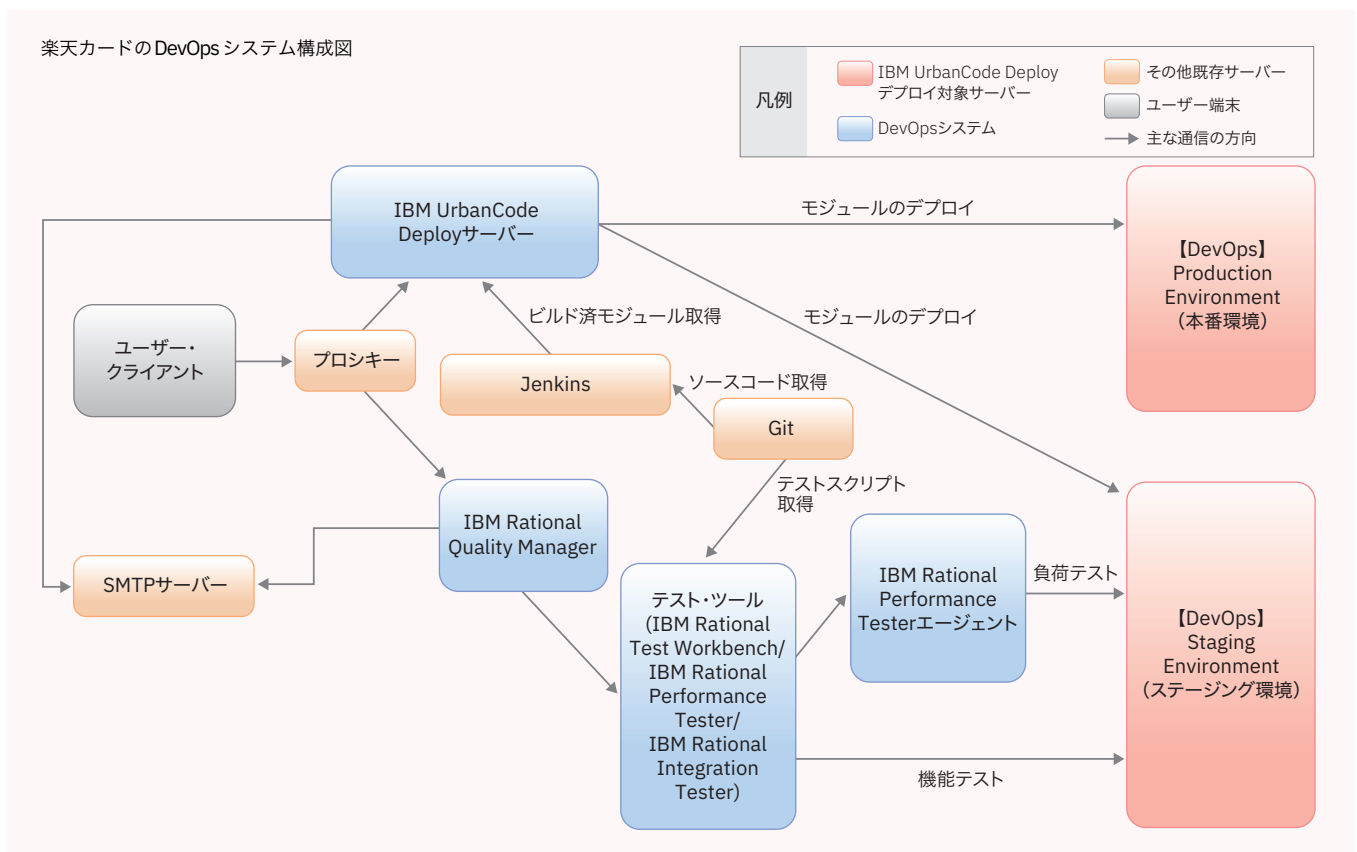 楽天カードのDevOpsシステム構成図
凡例
IBM UrbanCode Deploy
デプロイ対象サーバー
DevOpsシステム
その他既存サーバー
ユーザー端末
主な通信の方向
IBM UrbanCode
Deployサーバー
モジュールのデプロイ
【DevOps】
Production
Environment
（本番環境）
ユーザー・
クライアント
プロシキー
ビルド済モジュール取得
モジュールのデプロイ
Jenkins
ソースコード取得
Git
テストスクリプト
取得
IBM Rational
Quality Manager
SMTPサーバー
テスト・ツール
(IBM Rational
Test Workbench/
IBM Rational
Performance
Tester/
IBM Rational
Integration
Tester)
IBM Rational
Performance
Testerエージェント
負荷テスト
機能テスト
【DevOps】
Staging
Environment
（ステージング環境）